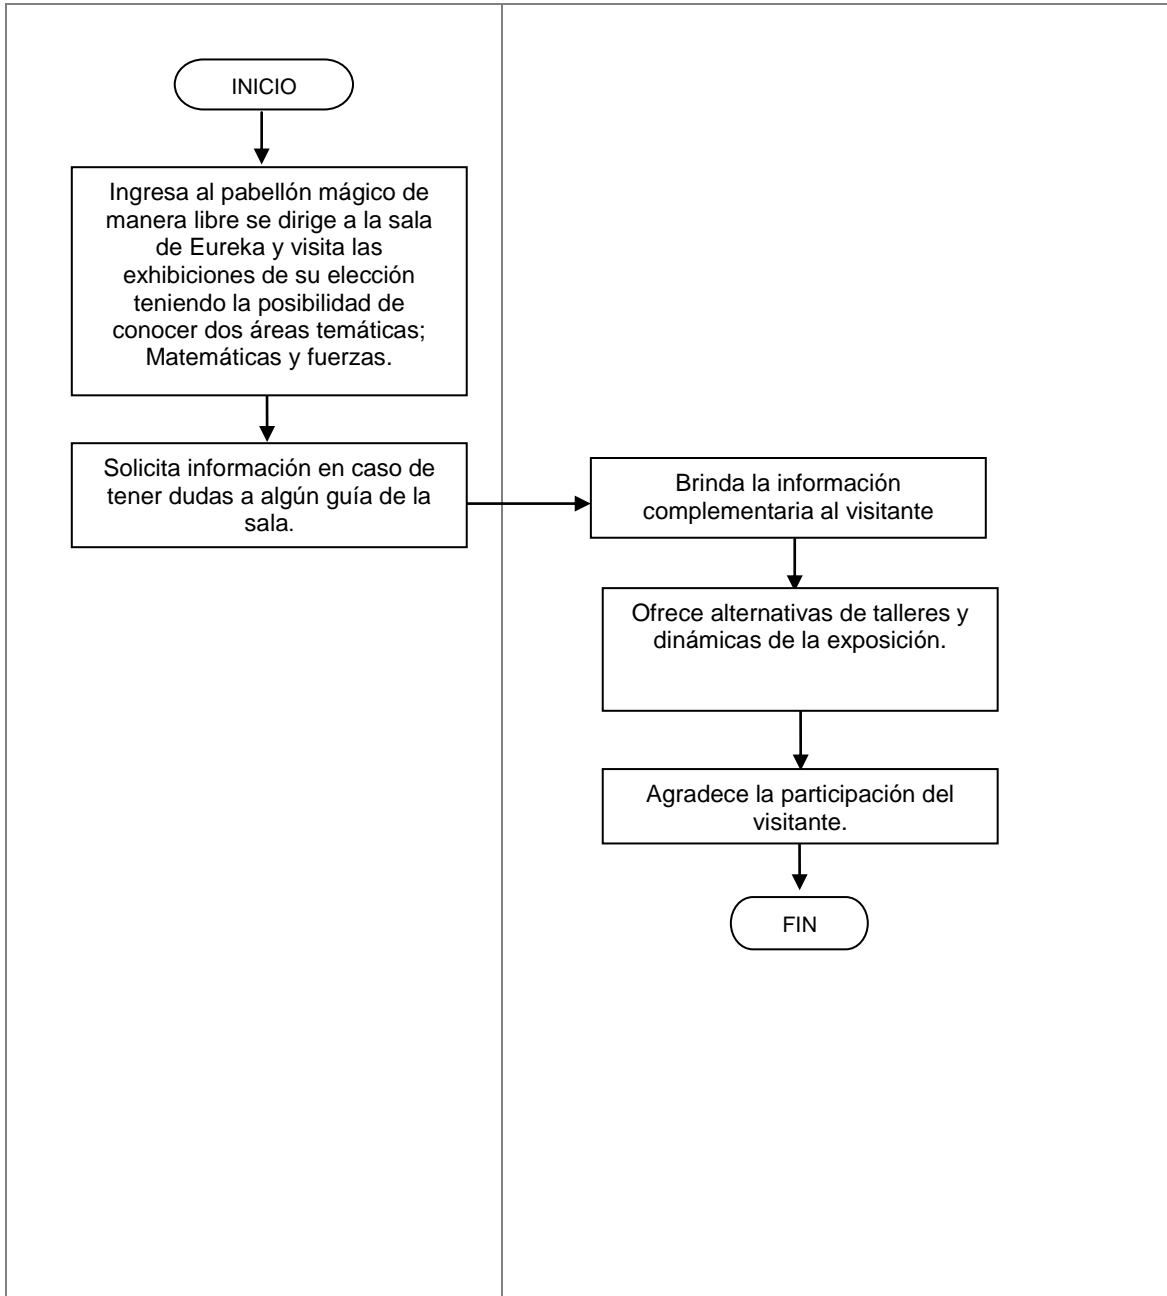 INICIO
Ingresa al pabellón mágico de
manera libre se dirige a la sala
de Eureka y visita las
exhibiciones de su elección
teniendo la posibilidad de
conocer dos áreas temáticas;
Matemáticas y fuerzas.
Solicita información en caso de
tener dudas a algún guía de la
sala.
Brinda la información
complementaria al visitante
Ofrece alternativas de talleres y
dinámicas de la exposición.
Agradece la participación del
visitante.
FIN